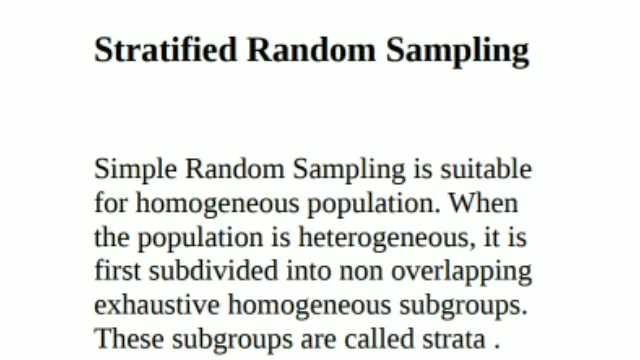 Stratified Random Sampling
Simple Random Sampling is suitable
for homogeneous population. When
the population is heterogeneous, it is
first subdivided into non overlapping
exhaustive homogeneous subgroups.
These subgroups are called strata .